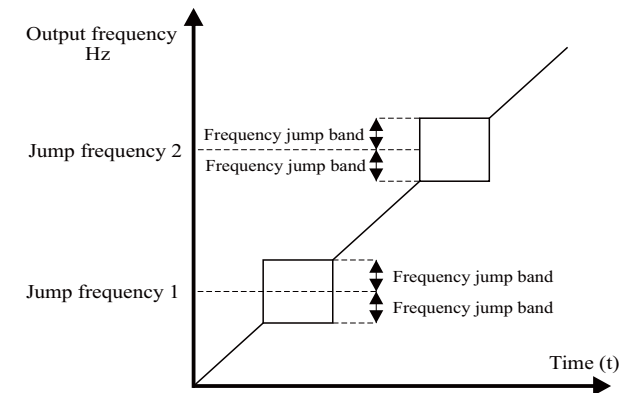 Output frequency
Hz
Frequency jump band
Jump frequency 2
Frequency jump band
Frequency jump band
Jump frequency 1
Frequency jump band
Time (t)